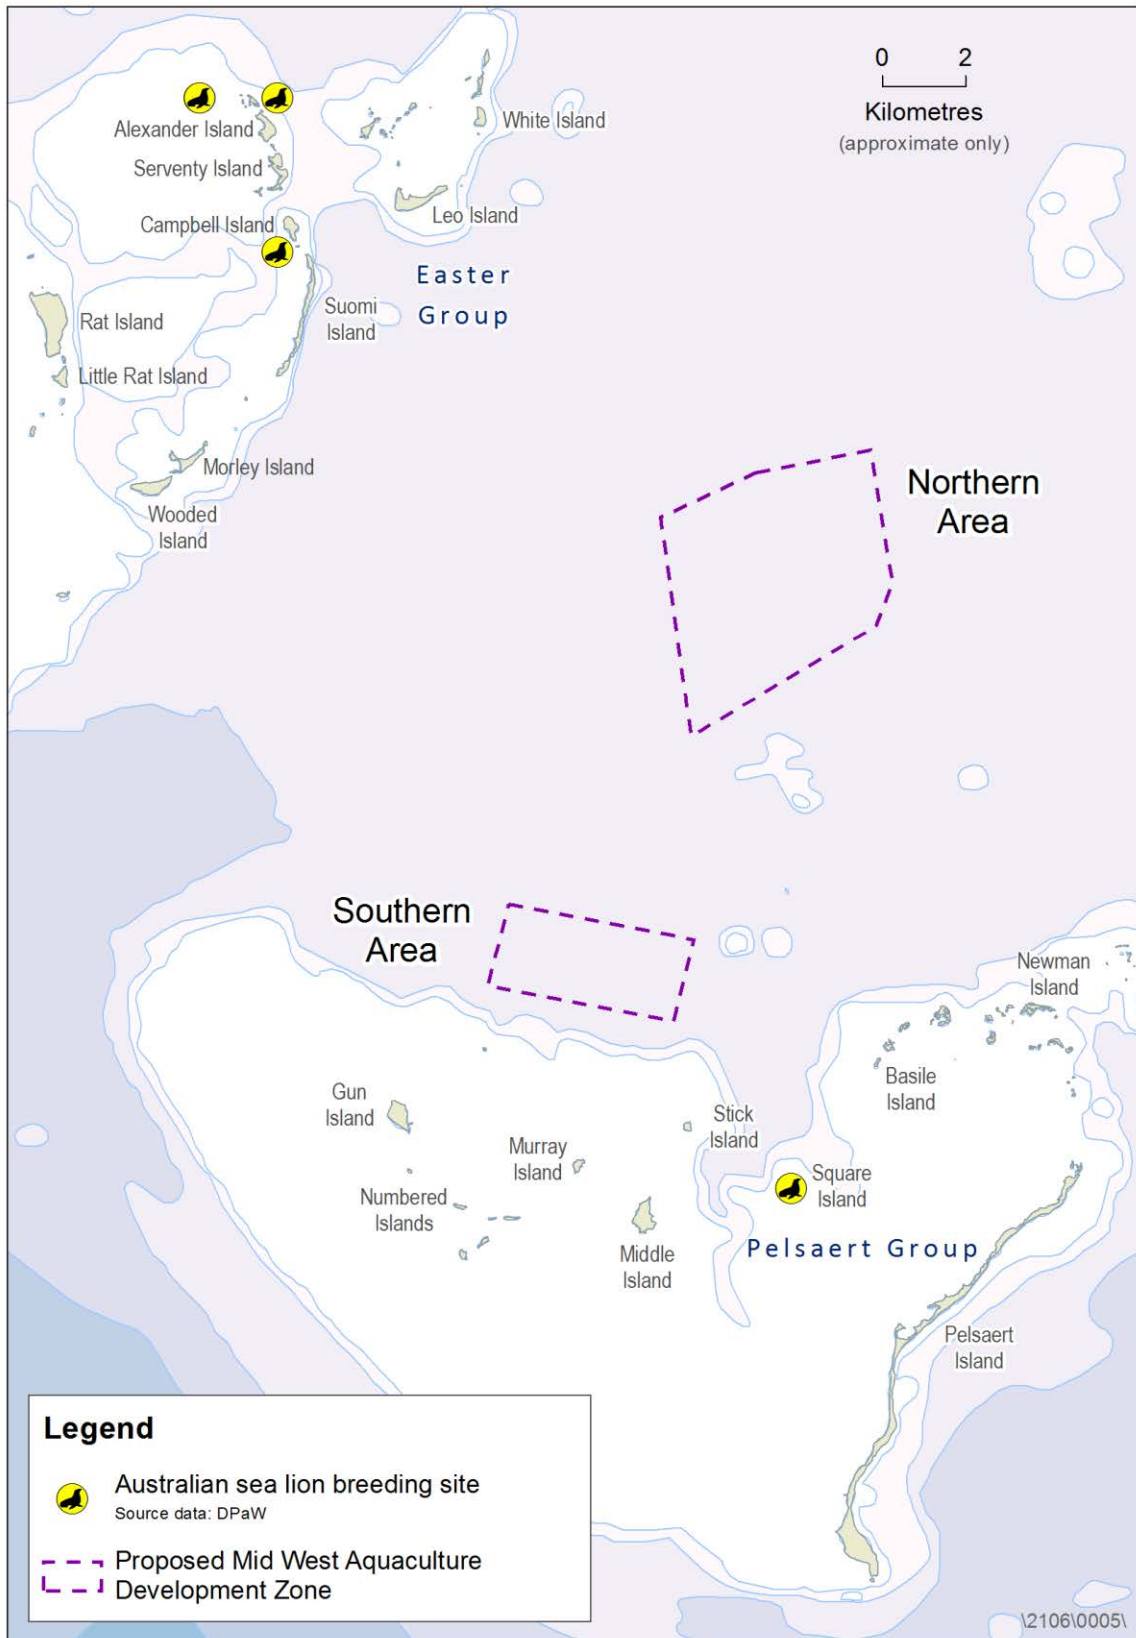 0 2
Kilometres
(approximate only)
White Island
Alexander Island
Serventy Island
Leo Island
Campbell Island
Easter
Group
Rat Island
Suomi
Island
Little Rat Island
Morley Island
Wooded
Island
Northern
Area
Southern
Area
Newman
Island
Basile
Island
Gun
Island
Stick
Island
Murray
Island
Square
Island
Numbered
Islands
Middle
Island
Pelsaert Group
Pelsaert
Island
Legend
Australian sea lion breeding site
Source data: DPaW
Proposed Mid West Aquaculture
Development Zone
\2106\0005\